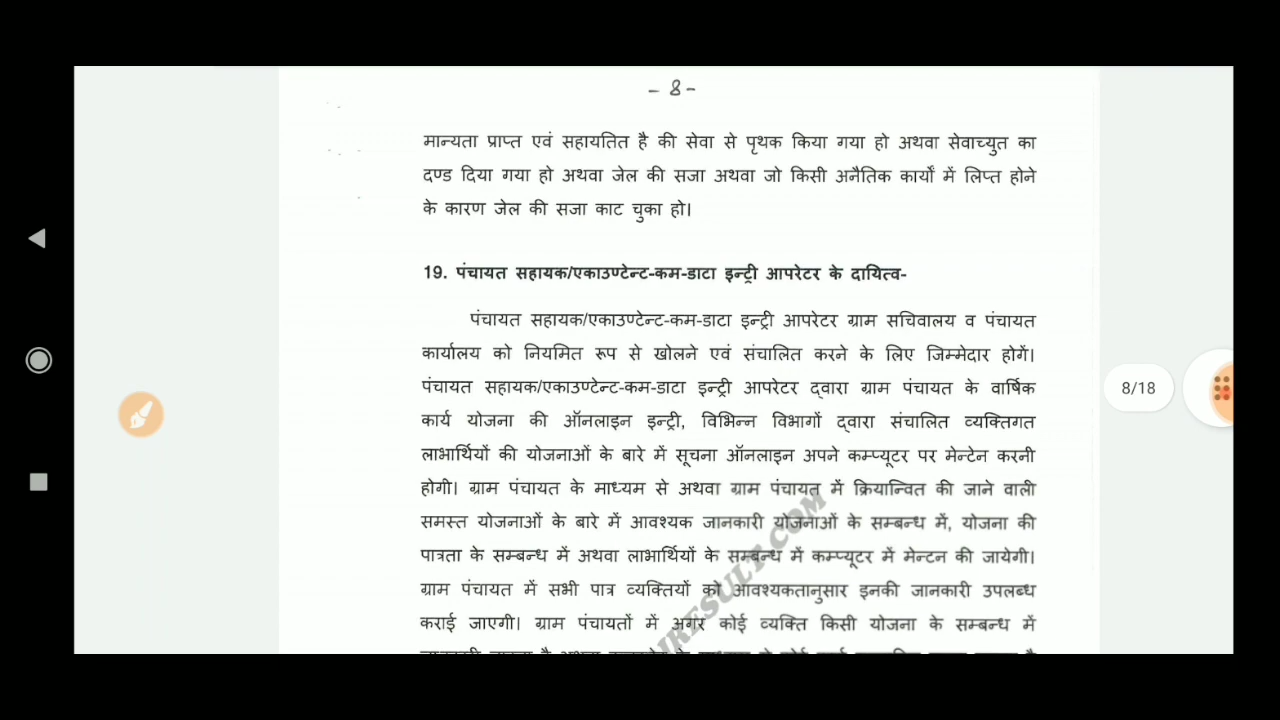 - 8 -
मान्यता प्राप्त एवं सहायतित है की सेवा से पृथक किया गया हो अथवा सेवाच्युत का
दण्ड दिया गया हो अथवा जेल की सजा अथवा जो किसी अनैतिक कार्यों में लिप्त होने
के कारण जेल की सजा काट चुका हो।
19. पंचायत सहायक/एकाउण्टेन्ट-कम-डाटा इन्ट्री आपरेटर के दायित्व-
पंचायत सहायक/एकाउण्टेन्ट-कम-डाटा इन्ट्री आपरेटर ग्राम सचिवालय व पंचायत
कार्यालय को नियमित रूप से खोलने एवं संचालित करने के लिए जिम्मेदार होगें।
पंचायत सहायक/एकाउण्टेन्ट-कम-डाटा इन्ट्री आपरेटर द्वारा ग्राम पंचायत के वार्षिक
कार्य योजना की ऑनलाइन इन्ट्री, विभिन्न विभागों द्वारा संचालित व्यक्तिगत
लाभार्थियों की योजनाओं के बारे में सूचना ऑनलाइन अपने कम्प्यूटर पर मेन्टेन करनी
होगी। ग्राम पंचायत के माध्यम से अथवा ग्राम पंचायत में क्रियान्वित की जाने वाली
समस्त योजनाओं के बारे में आवश्यक जानकारी योजनाओं के सम्बन्ध में, योजना की
पात्रता के सम्बन्ध में अथवा लाभार्थियों के सम्बन्ध में कम्प्यूटर में मेन्टन की जायेगी।
ग्राम पंचायत में सभी पात्र व्यक्तियों को आवश्यकतानुसार इनकी जानकारी उपलब्ध
कराई जाएगी। ग्राम पंचायतों में अगर कोई व्यक्ति किसी योजना के सम्बन्ध में
8/18